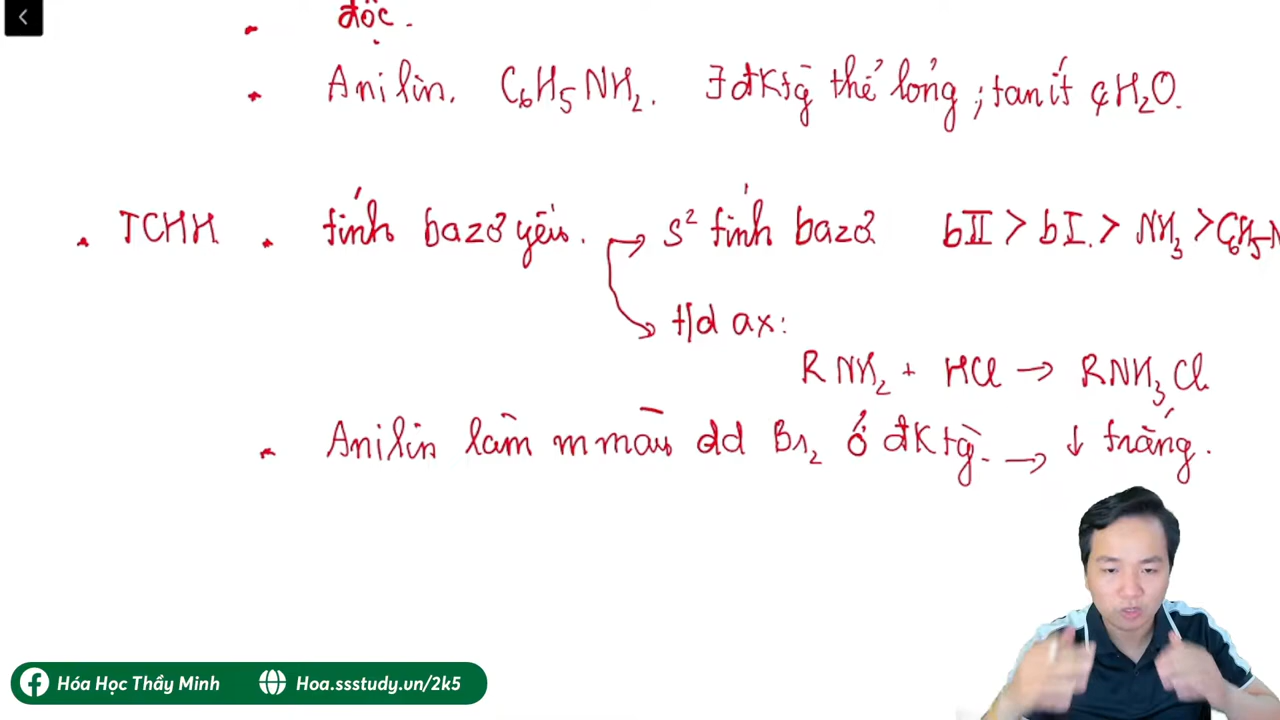 độc.
Anilin. C₆H₅NH₂. ∃ đktg̀ thể lỏng; tan ít ¢ H₂O.
TCHH • tính bazơ yếu. → s² tính bazơ bII > bI. > NH₃ > C₆H₅-N
t/d ax:
RNH₂ + HCl → RNH₃Cl
Anilin làm m màu dd Br₂ ở đktg̀. → ↓ trắng.
Hóa Học Thầy Minh Hoa.ssstudy.vn/2k5